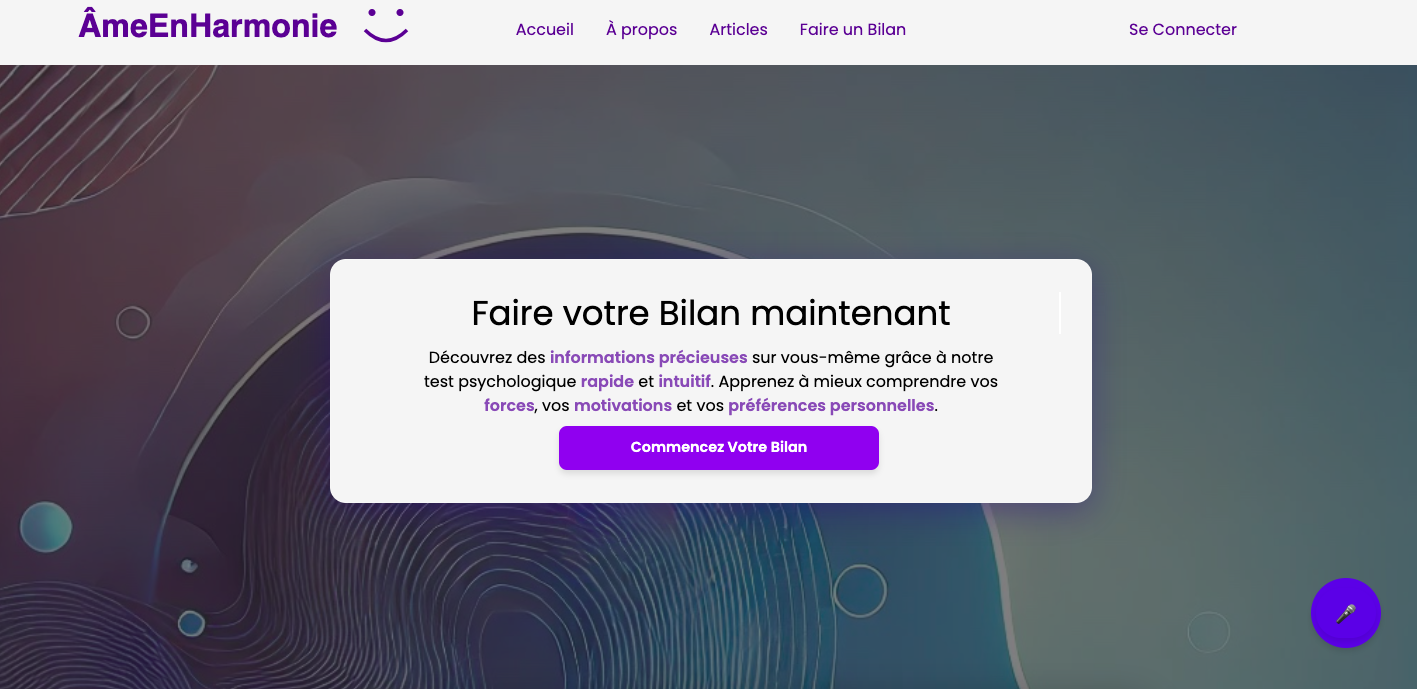 ÂmeEnHarmonie
Accueil
À propos
Articles
Faire un Bilan
Se Connecter
Faire votre Bilan maintenant
Découvrez des informations précieuses sur vous-même grâce à notre
test psychologique rapide et intuitif. Apprenez à mieux comprendre vos
forces, vos motivations et vos préférences personnelles.
Commencez Votre Bilan